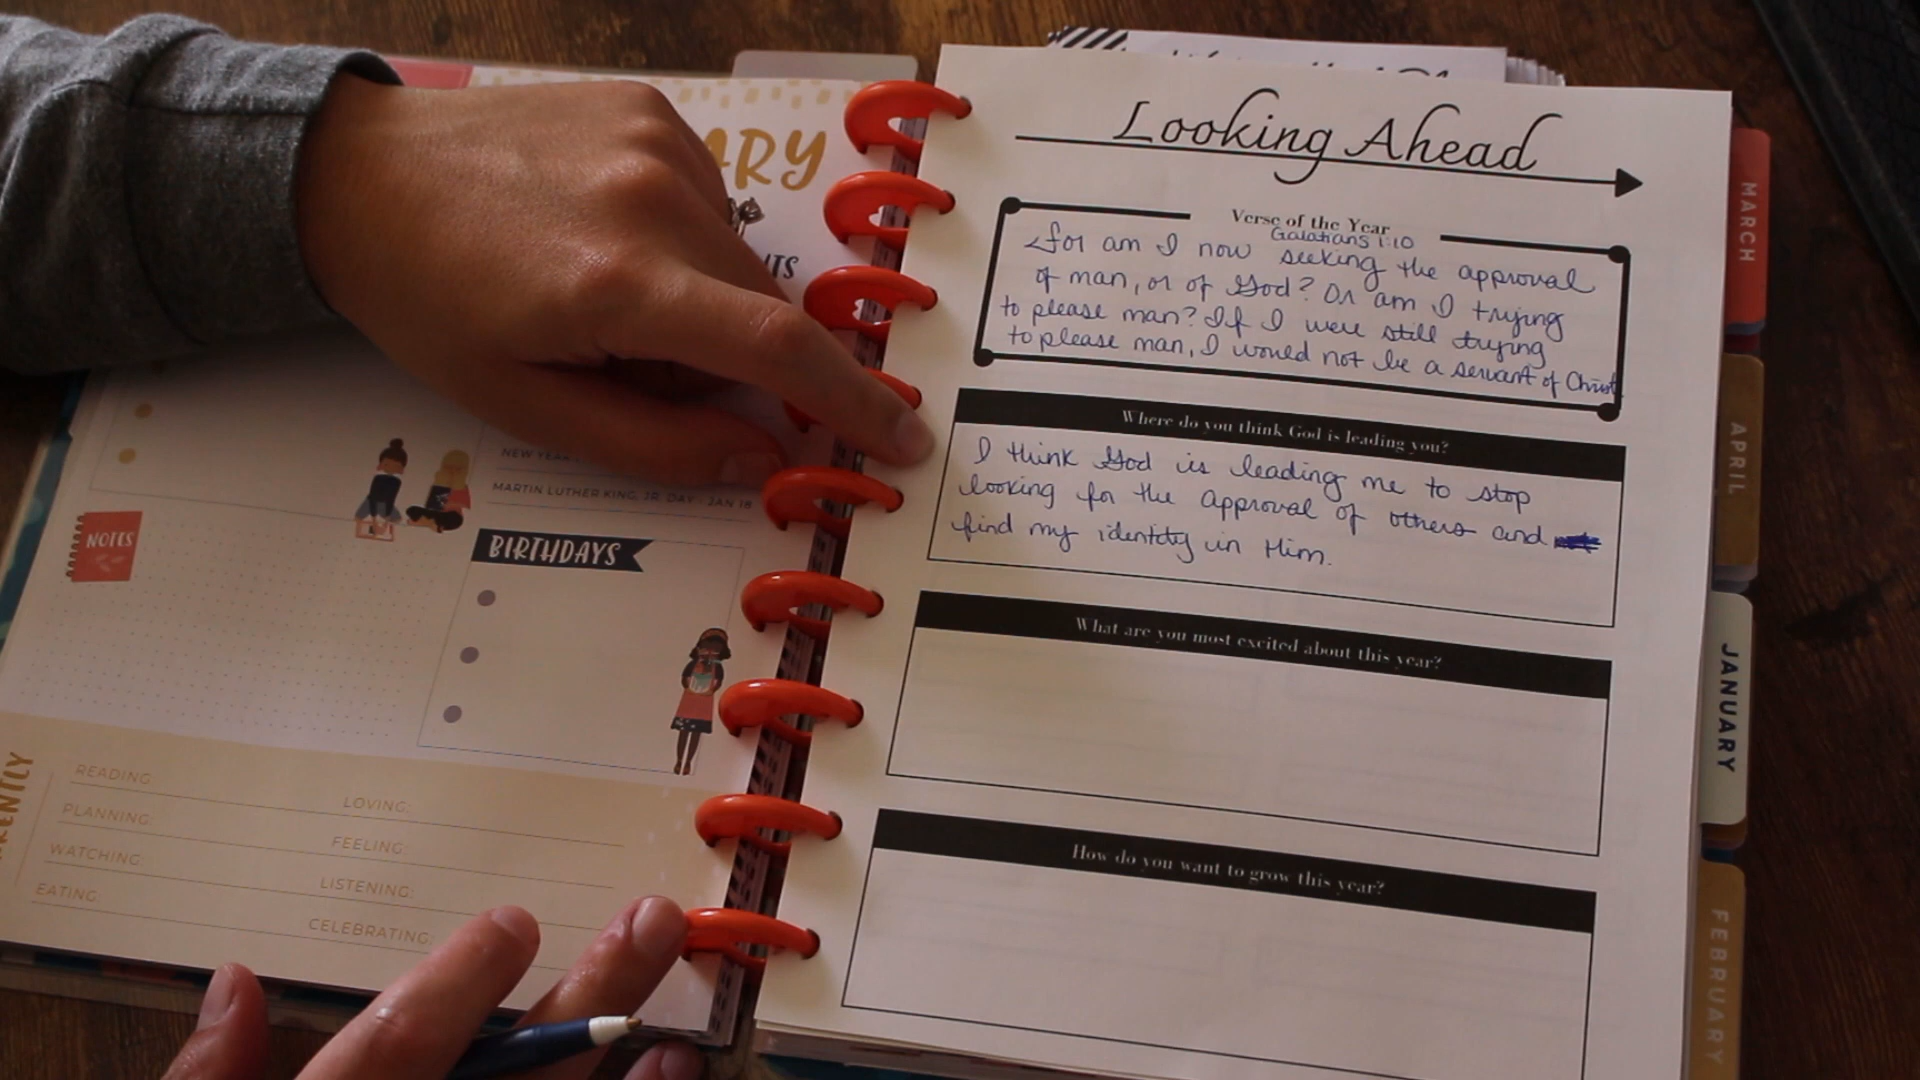 ARY
NOTES
MARTIN LUTHER KING, JR. DAY - JAN 18
BIRTHDAYS
READING:
LOVING:
PLANNING:
FEELING:
WATCHING:
LISTENING:
EATING:
CELEBRATING:
Looking Ahead
Verse of the Year
Galatians 1:10
For am I now seeking the approval
of man, or of God? Or am I trying
to please man? If I were still trying
to please man, I would not be a servant of Christ
Where do you think God is leading you?
I think God is leading me to stop
looking for the approval of others and
find my identity in Him.
What are you most excited about this year?
How do you want to grow this year?
MARCH
APRIL
JANUARY
FEBRUARY